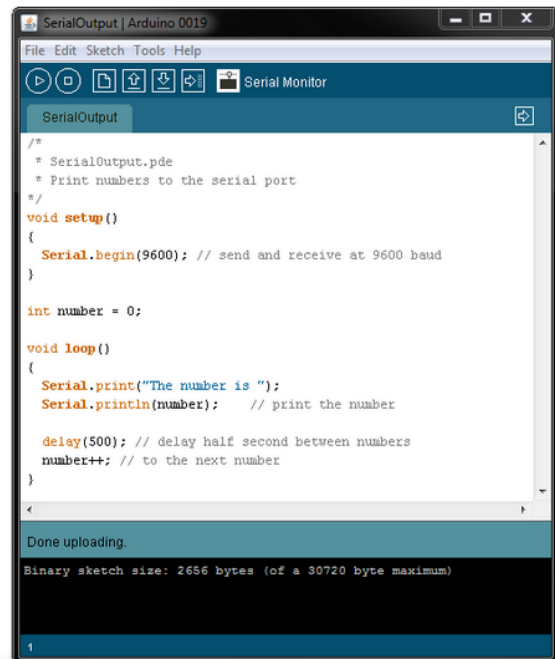 SerialOutput | Arduino 0019
File Edit Sketch Tools Help
Serial Monitor
SerialOutput
/*
 * SerialOutput.pde
 * Print numbers to the serial port
*/
void setup()
{
  Serial.begin(9600); // send and receive at 9600 baud
}

int number = 0;

void loop()
{
  Serial.print("The number is ");
  Serial.println(number);    // print the number

  delay(500); // delay half second between numbers
  number++; // to the next number
}
Done uploading.
Binary sketch size: 2656 bytes (of a 30720 byte maximum)
1